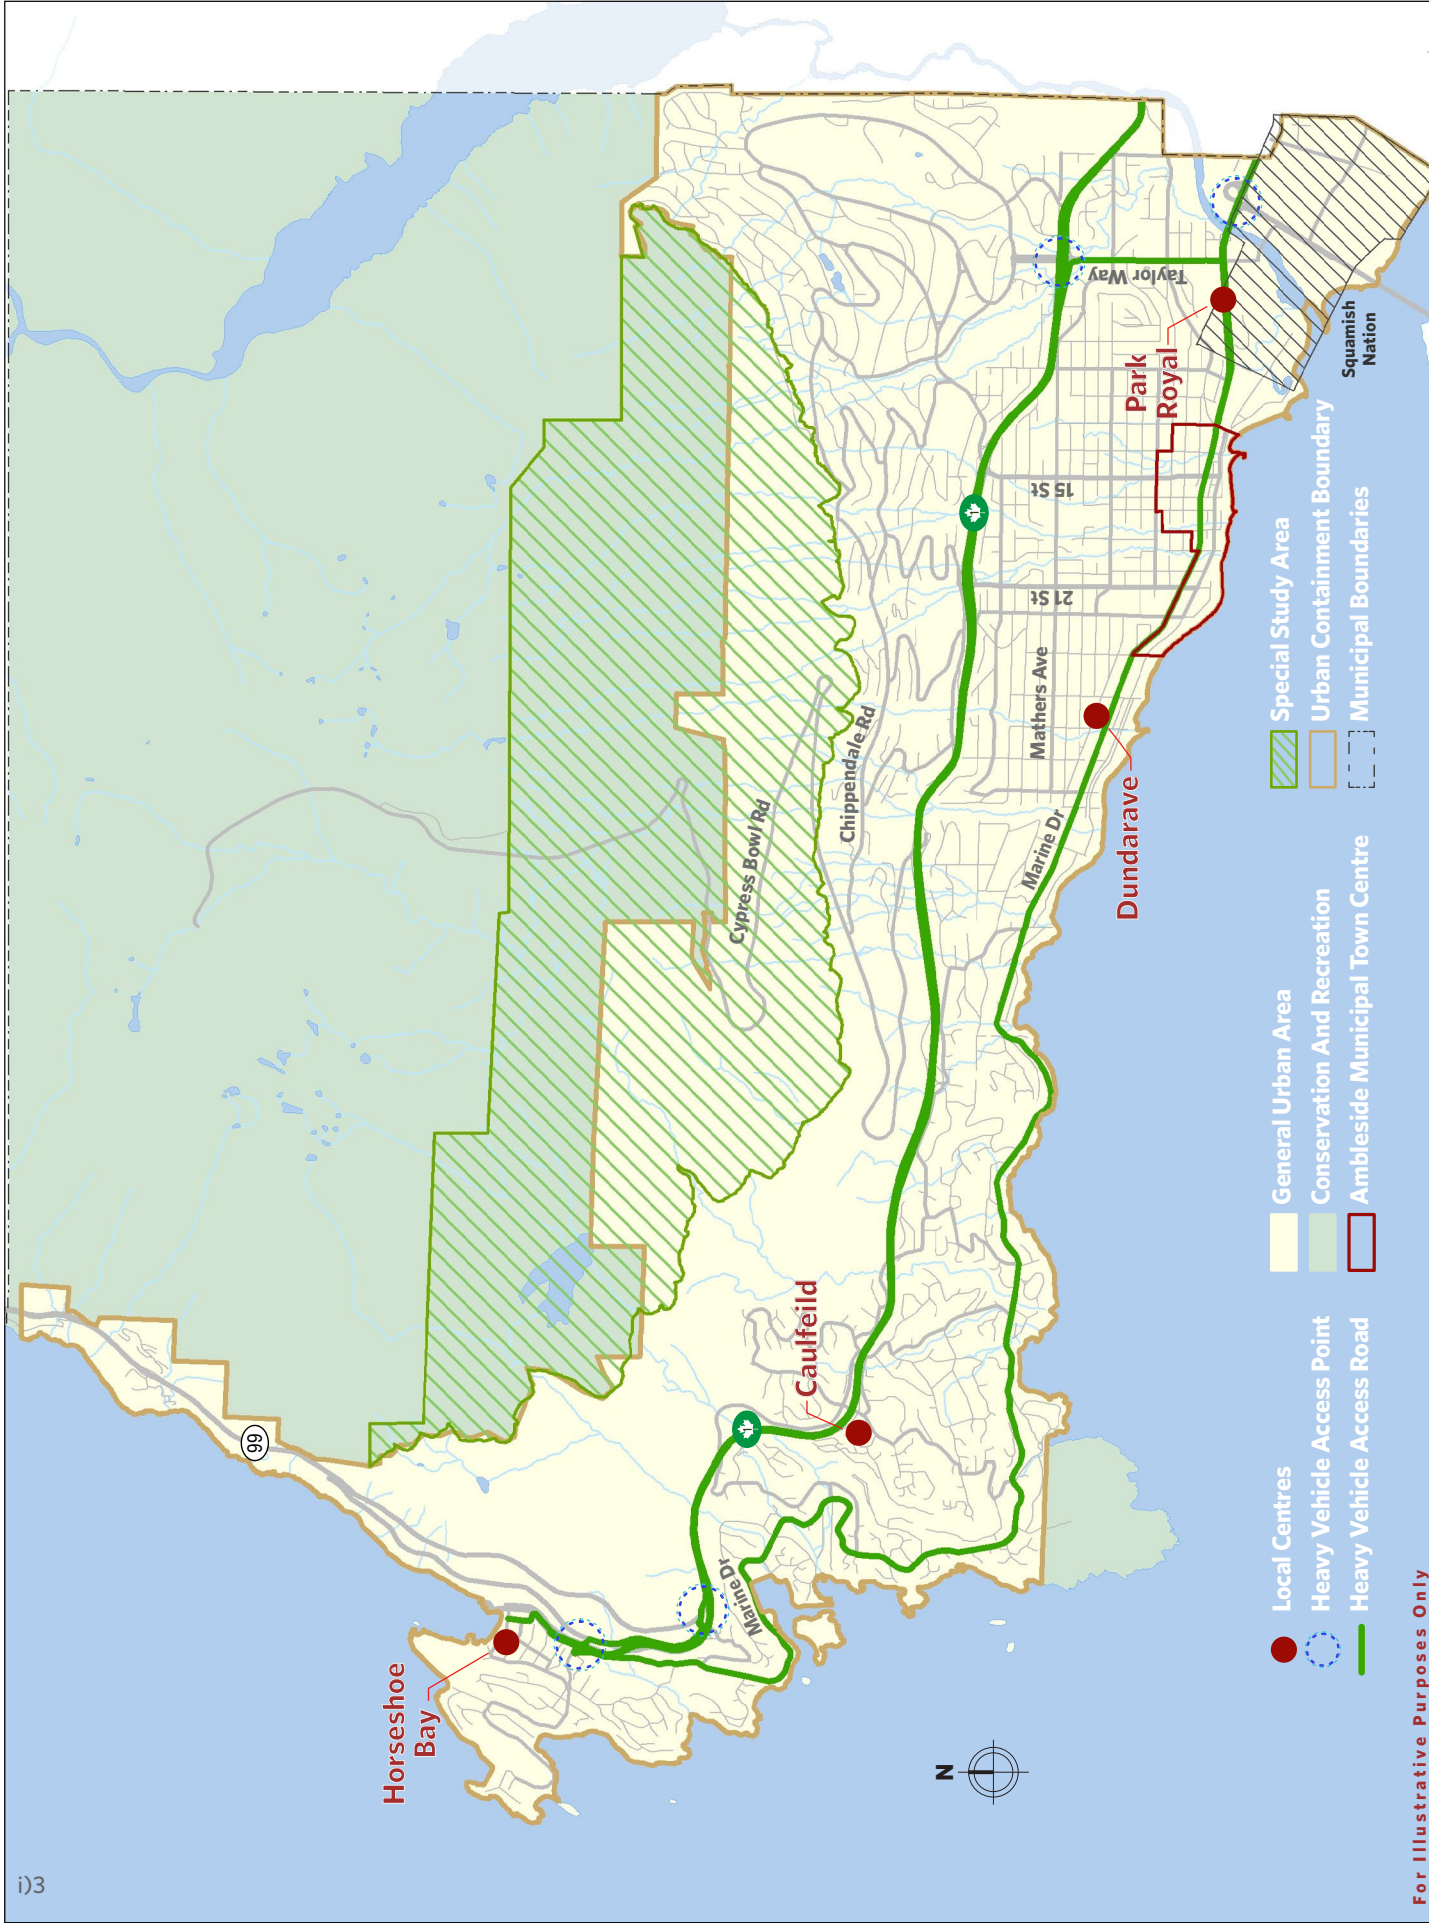 i)3
99
Horseshoe
Bay
Marine Dr
1
Caulfeild
Cypress Bowl Rd
Chippendale Rd
Marine Dr
Dundarave
Mathers Ave
21 St
15 St
1
Taylor Way
Park
Royal
Squamish
Nation
N
Local Centres
Heavy Vehicle Access Point
Heavy Vehicle Access Road
General Urban Area
Conservation And Recreation
Ambleside Municipal Town Centre
Special Study Area
Urban Containment Boundary
Municipal Boundaries
For Illustrative Purposes Only